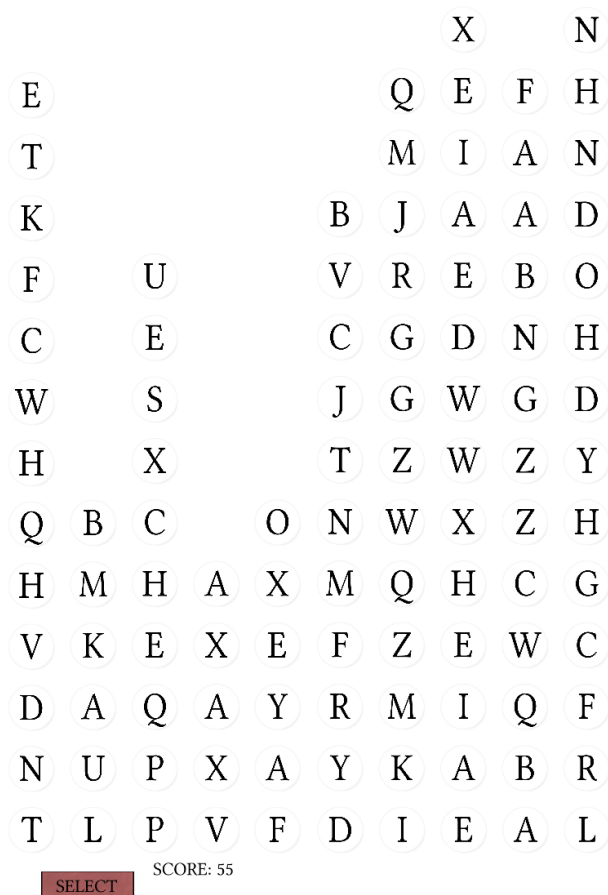 X N
E Q E F H
T M I A N
K B J A A D
F U V R E B O
C E C G D N H
W S J G W G D
H X T Z W Z Y
Q B C O N W X Z H
H M H A X M Q H C G
V K E X E F Z E W C
D A Q A Y R M I Q F
N U P X A Y K A B R
T L P V F D I E A L
SCORE: 55
SELECT